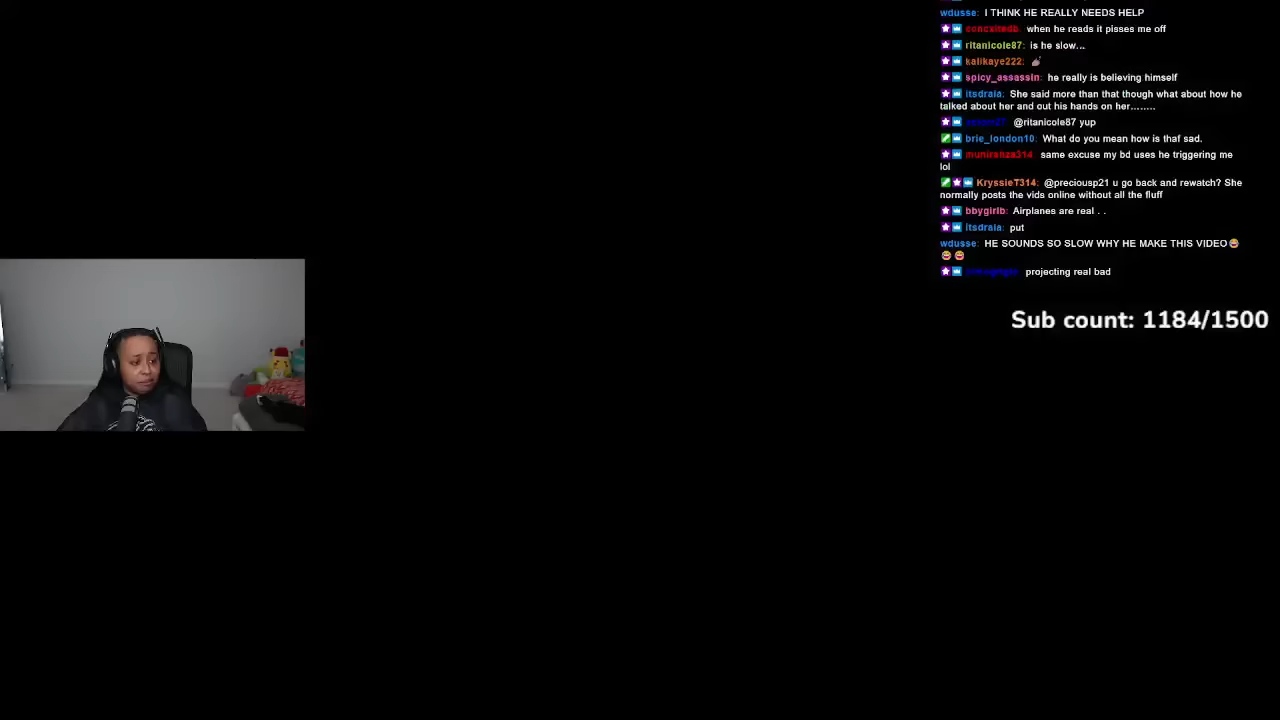 wdusse: I THINK HE REALLY NEEDS HELP
concxitedb: when he reads it pisses me off
ritanicole87: is he slow...
kalikaye222:
spicy_assassin: he really is believing himself
itsdraia: She said more than that though what about how he
talked about her and out his hands on her........
@ritanicole87 yup
brie_london10: What do you mean how is thaf sad.
muniranza314 same excuse my bd uses he triggering me
lol
KryssieT314: @preciousp21 u go back and rewatch? She
normally posts the vids online without all the fluff
bbygirlb: Airplanes are real . .
itsdraia: put
wdusse: HE SOUNDS SO SLOW WHY HE MAKE THIS VIDEO😂
😂 😂
projecting real bad
Sub count: 1184/1500